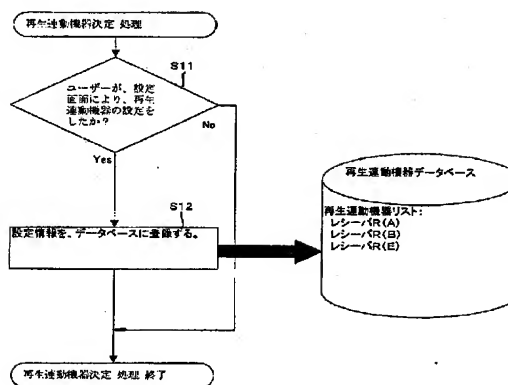 再生連動機器決定 処理
S11
ユーザーが、設定
画面により、再生
連動機器の設定を
したか？
No
Yes
S12
設定情報を、データベースに登録する。
再生連動機器データベース
再生連動機器リスト：
レシーバR(A)
レシーバR(B)
レシーバR(E)
再生連動機器決定 処理 終了